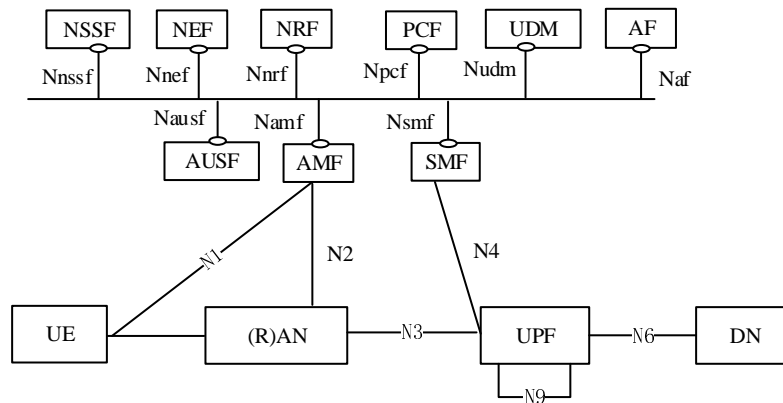 NSSF NEF NRF PCF UDM AF
Nnssf Nnef Nnrf Npcf Nudm Naf
Nausf Namf Nsmf
AUSF AMF SMF
N1 N2 N4
UE (R)AN N3 UPF N6 DN
N9